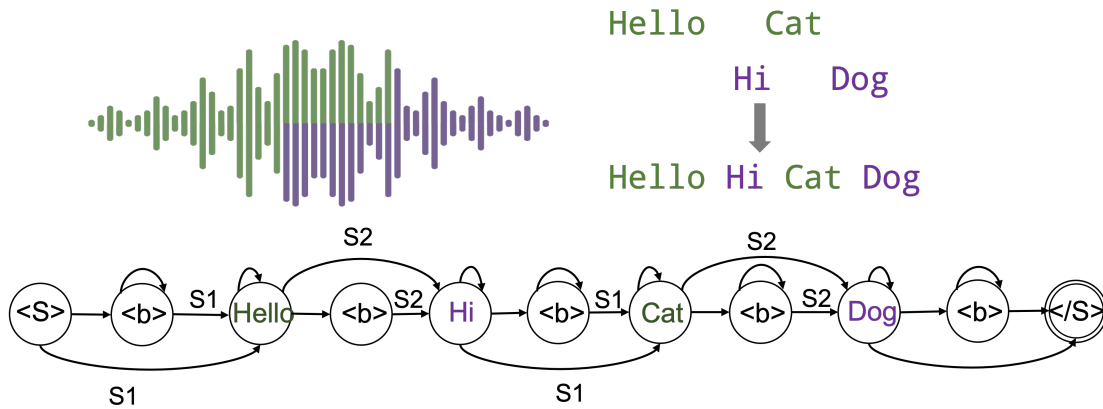 Hello Cat
Hi Dog
Hello Hi Cat Dog
S2 S2
<S> <b> S1 Hello <b> S2 Hi <b> S1 Cat <b> S2 Dog <b> </S>
S1 S1